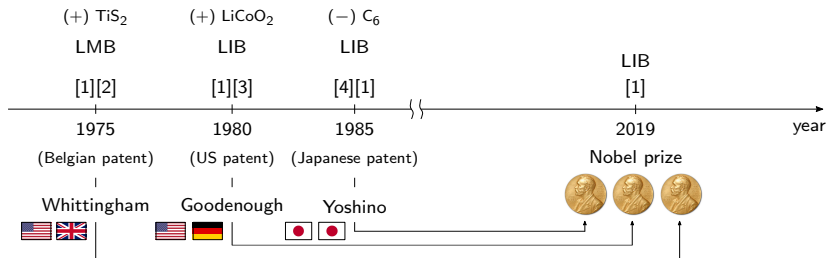 (+) TiS2 (+) LiCoO2 (−) C6
LMB LIB LIB LIB
[1][2] [1][3] [4][1] [1]
1975 1980 1985 2019 year
(Belgian patent) (US patent) (Japanese patent) Nobel prize
Whittingham Goodenough Yoshino